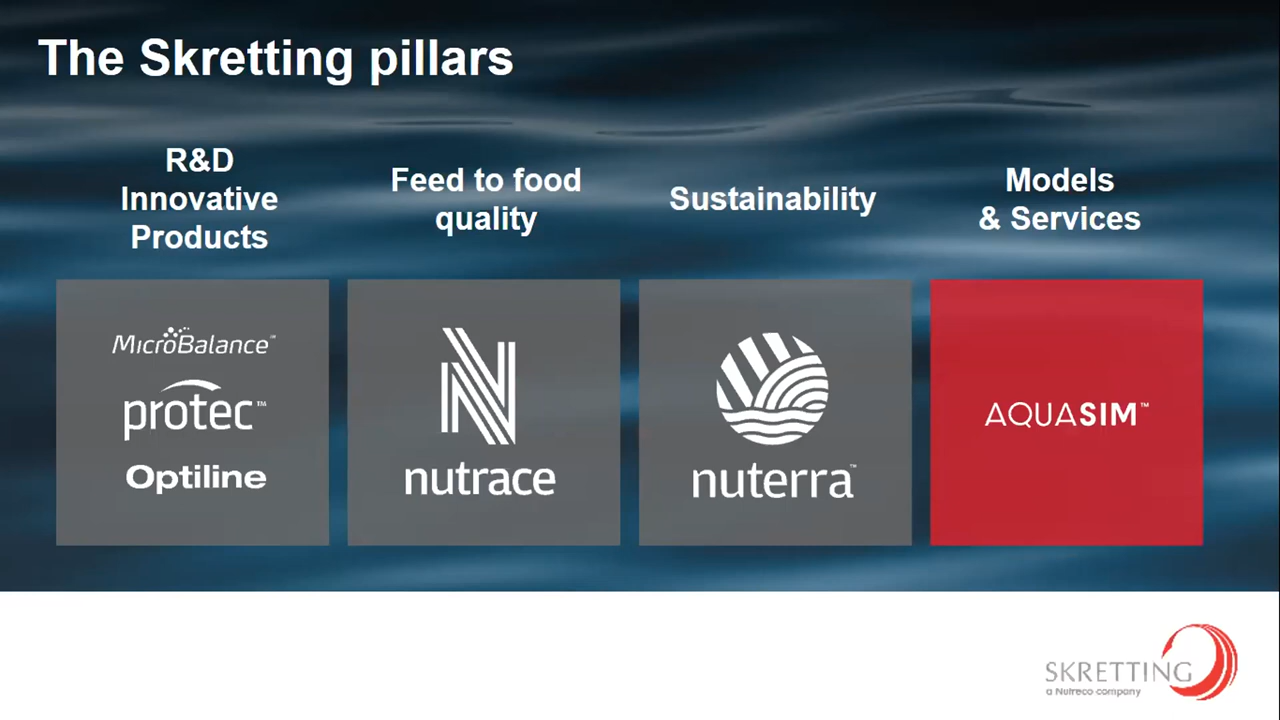 The Skretting pillars
R&D
Innovative
Products
Feed to food
quality
Sustainability
Models
& Services
MicroBalance™
protec™
Optiline
nutrace
nuterra™
AQUASIM™
SKRETTING
a Nutreco company